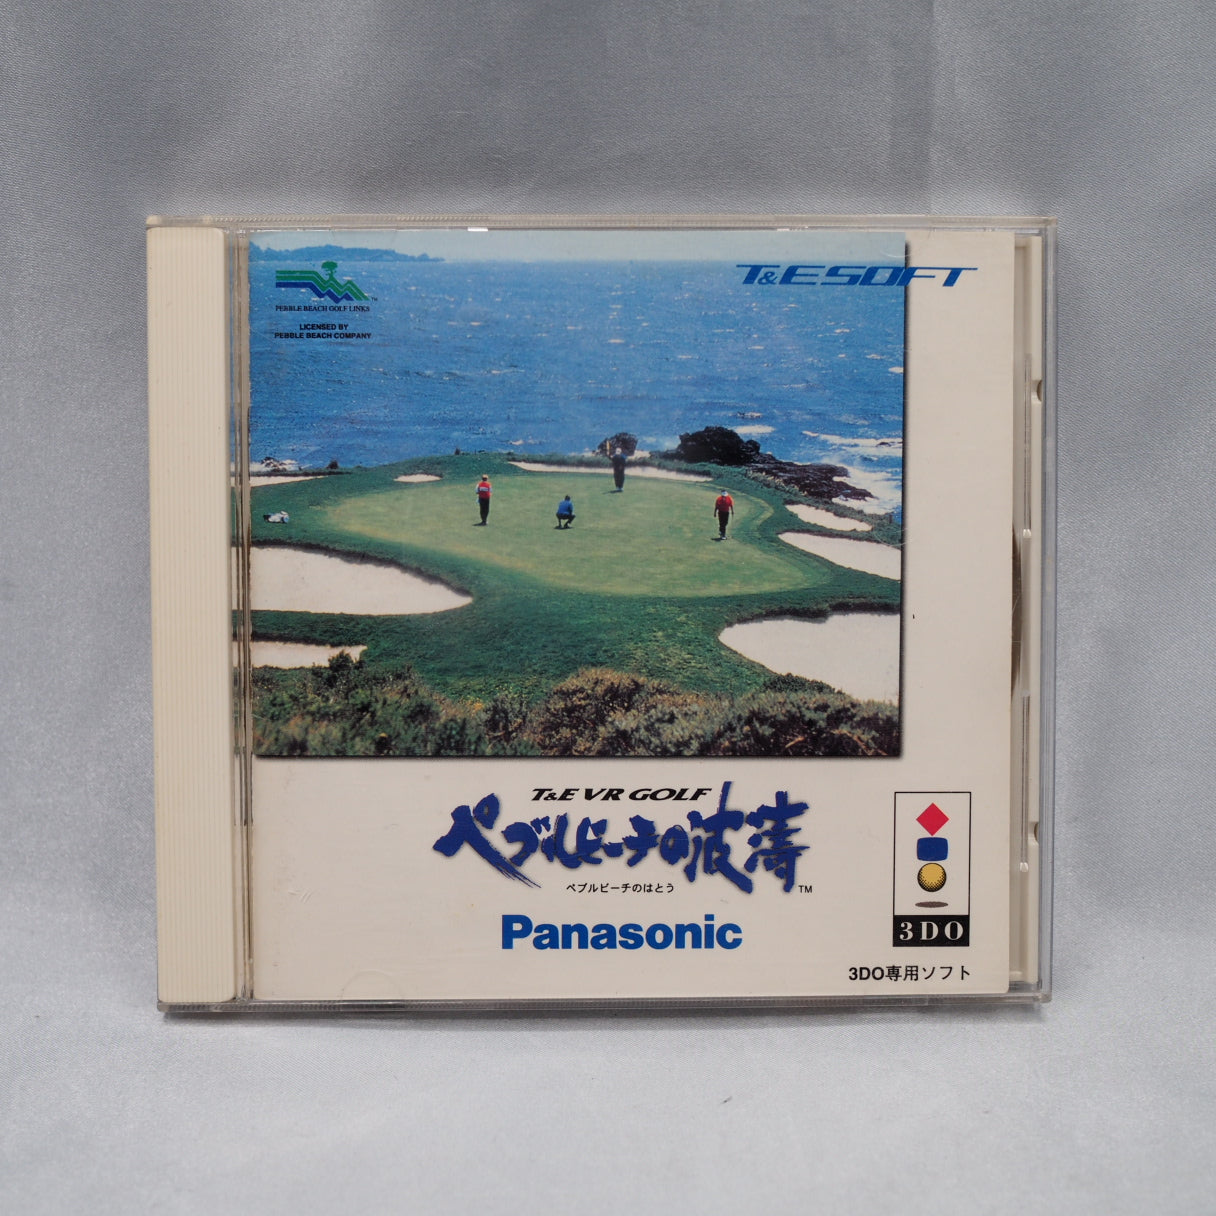 T&E SOFT
PEBBLE BEACH GOLF LINKS
TM
LICENSED BY
PEBBLE BEACH COMPANY
T&E VR GOLF
ペブルビーチの波濤
ペブルビーチのはとう
TM
Panasonic
3DO
3DO専用ソフト